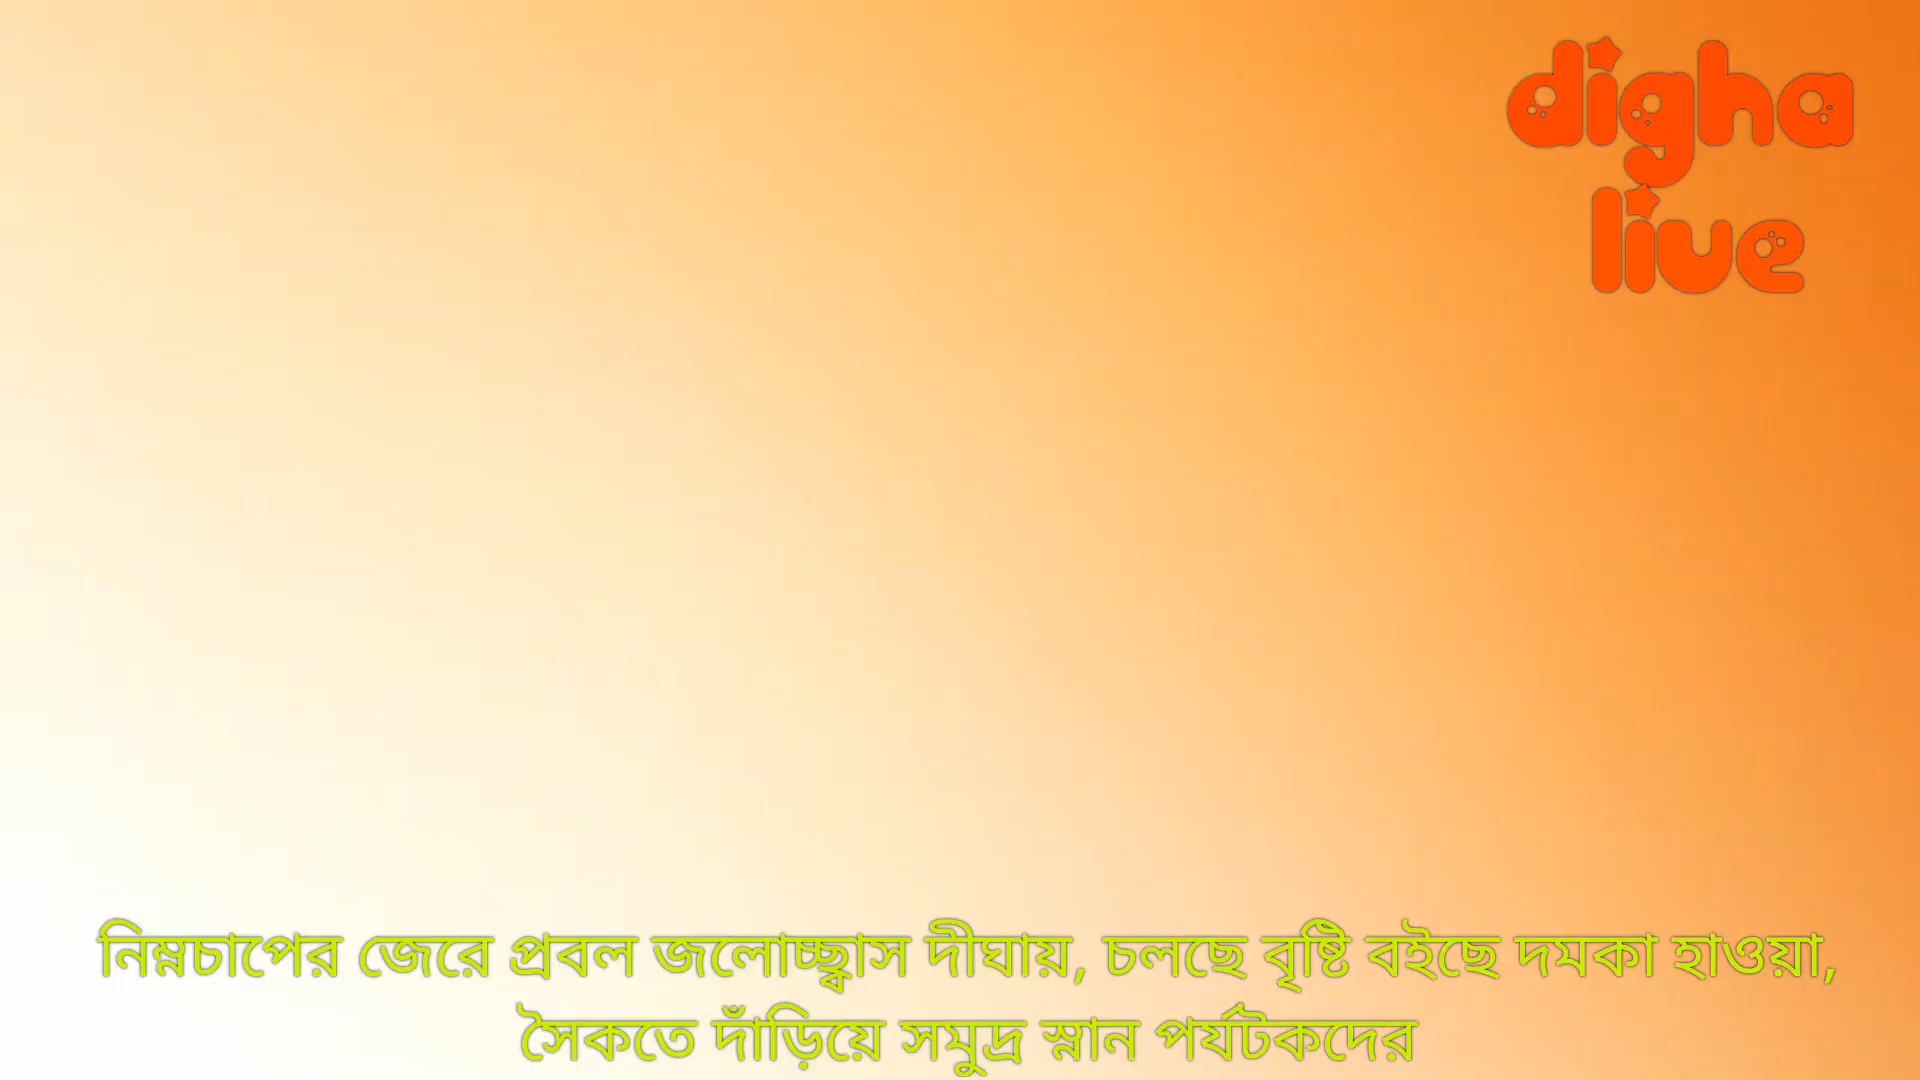 digha
live
নিম্নচাপের জেরে প্রবল জলোচ্ছ্বাস দীঘায়, চলছে বৃষ্টি বইছে দমকা হাওয়া,
সৈকতে দাঁড়িয়ে সমুদ্র স্নান পর্যটকদের